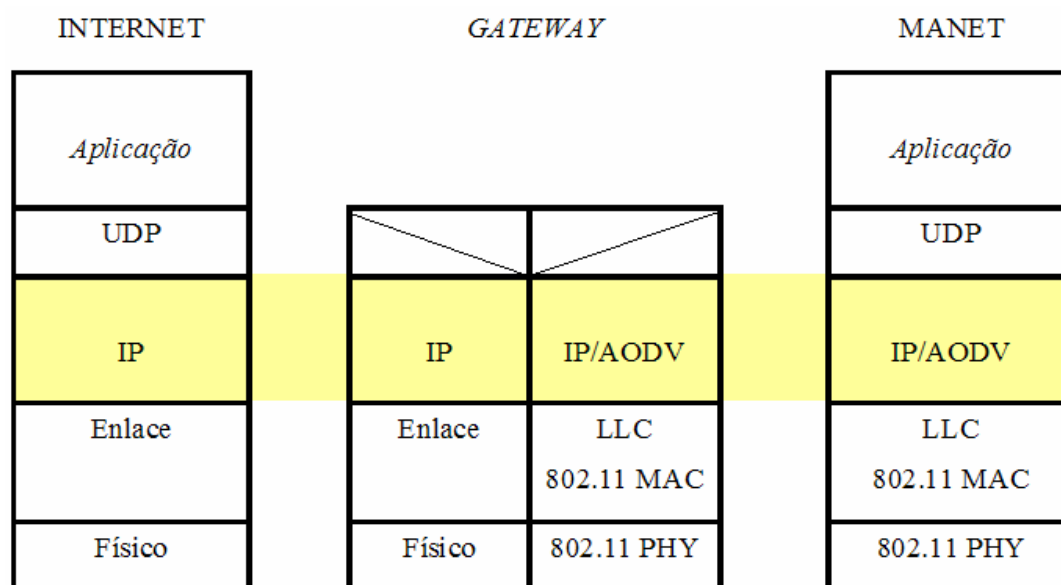 INTERNET GATEWAY MANET
Aplicação Aplicação
UDP UDP
IP IP IP/AODV IP/AODV
Enlace Enlace LLC LLC
802.11 MAC 802.11 MAC
Físico Físico 802.11 PHY 802.11 PHY